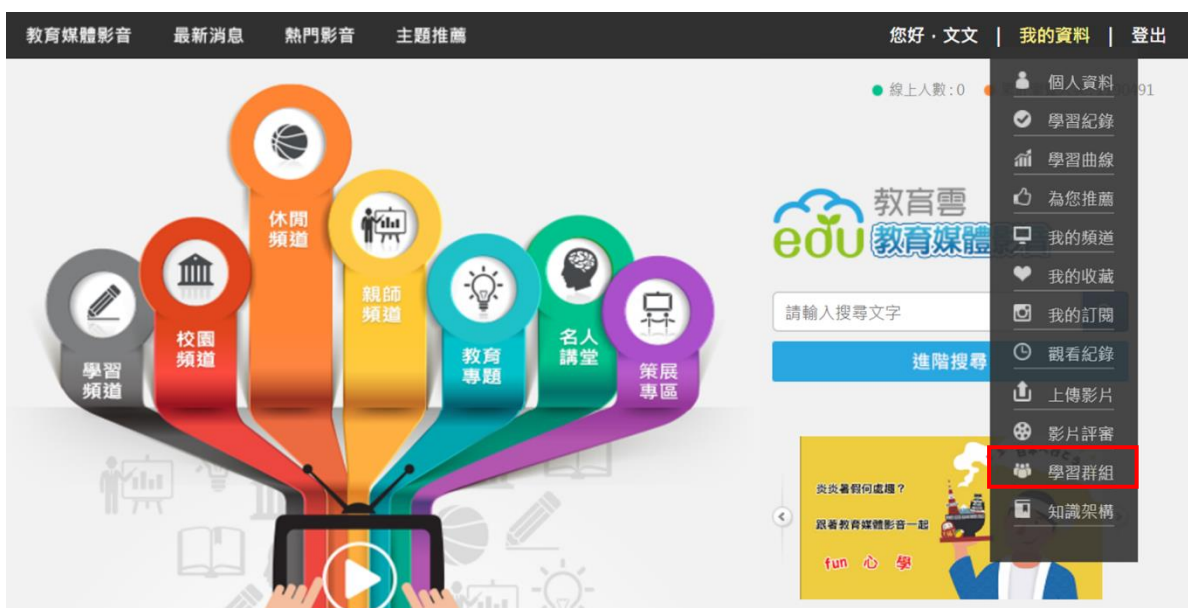 教育媒體影音 最新消息 熱門影音 主題推薦 您好·文文 | 我的資料 | 登出
線上人數:0
491
個人資料
學習紀錄
學習曲線
為您推薦
我的頻道
我的收藏
我的訂閱
觀看紀錄
上傳影片
影片評審
學習群組
知識架構
休閒
頻道
親師
頻道
校園
頻道
學習
頻道
教育
專題
名人
講堂
策展
專區
教育雲
edu 教育媒體
請輸入搜尋文字
進階搜尋
炎炎暑假何處趣?
跟著教育媒體影音一起
fun 心 學